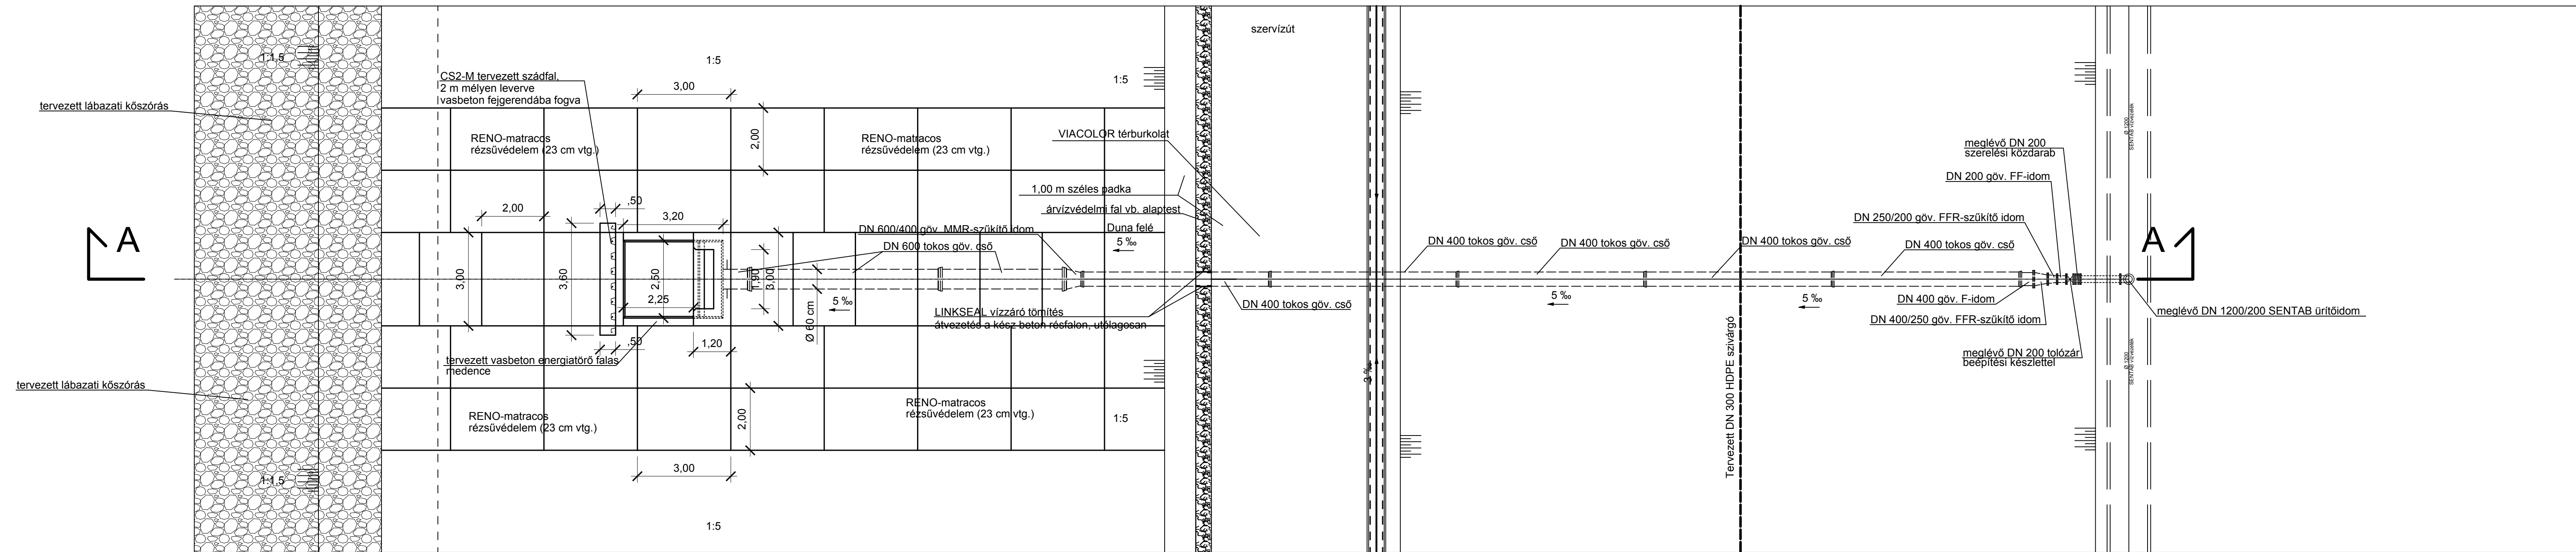 szervízút
1:1,5
1:5
1:5
CS2-M tervezett szádfal,
2 m mélyen leverve
vasbeton fejgerendába fogva
3,00
tervezett lábazati kőszórás
RENO-matracos
rézsűvédelem (23 cm vtg.)
2,00
RENO-matracos
rézsűvédelem (23 cm vtg.)
VIACOLOR térburkolat
1,00 m széles padka
árvízvédelmi fal vb. alaptest
Duna felé
5 ‰
2,00
,50
3,20
DN 600/400 göv. MMR-szűkítő idom
DN 600 tokos göv. cső
A
3,00
3,60
2,50
2,25
1,90
3,00
5 ‰
Ø 60 cm
,50
1,20
LINKSEAL vízzáró tömítés
átvezetés a kész beton résfalon, utólagosan
DN 400 tokos göv. cső
DN 400 tokos göv. cső
DN 400 tokos göv. cső
DN 400 tokos göv. cső
DN 400 tokos göv. cső
5 ‰
5 ‰
3 ‰
Tervezett DN 300 HDPE szivárgó
meglévő DN 200
szerelési közdarab
DN 200 göv. FF-idom
DN 250/200 göv. FFR-szűkítő idom
DN 400 göv. F-idom
DN 400/250 göv. FFR-szűkítő idom
meglévő DN 200 tolózár
beépítési készlettel
Ø 1200
SENTAB vízvezeték
A
meglévő DN 1200/200 SENTAB ürítőidom
Ø 1200
SENTAB vízvezeték
tervezett vasbeton energiatörő falas
medence
tervezett lábazati kőszórás
RENO-matracos
rézsűvédelem (23 cm vtg.)
2,00
RENO-matracos
rézsűvédelem (23 cm vtg.)
1:5
3,00
1:1,5
1:5